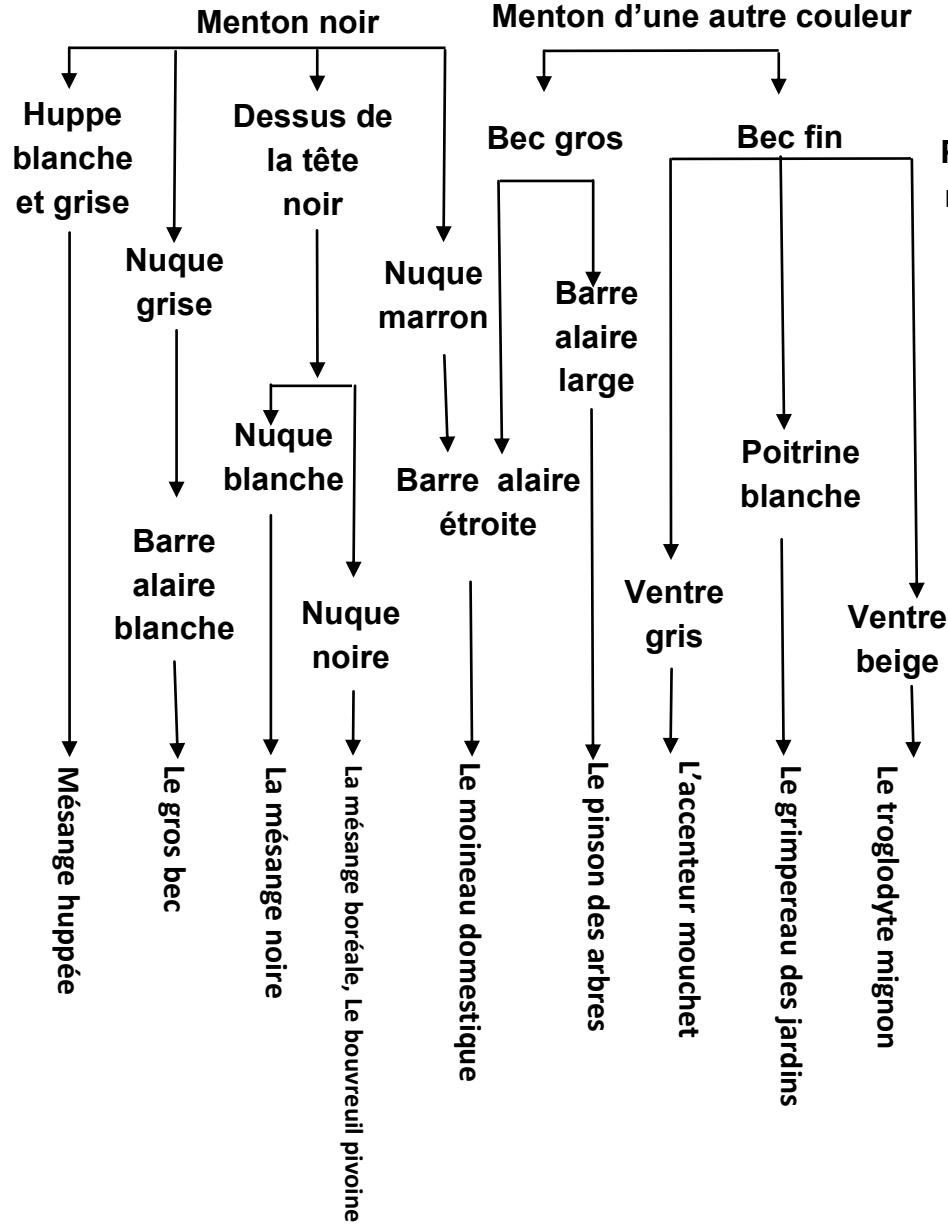 Menton noir
Menton d'une autre couleur
Huppe
blanche
et grise
Dessus de
la tête
noir
Bec gros
Bec fin
Nuque
grise
Nuque
marron
Barre
alaire
large
Nuque
blanche
Barre alaire
étroite
Poitrine
blanche
Barre
alaire
blanche
Nuque
noire
Ventre
gris
Ventre
beige
Mésange huppée
Le gros bec
La mésange noire
La mésange boréale, Le bouvreuil pivoine
Le moineau domestique
Le pinson des arbres
L'accenteur mouchet
Le grimpereau des jardins
Le troglodyte mignon